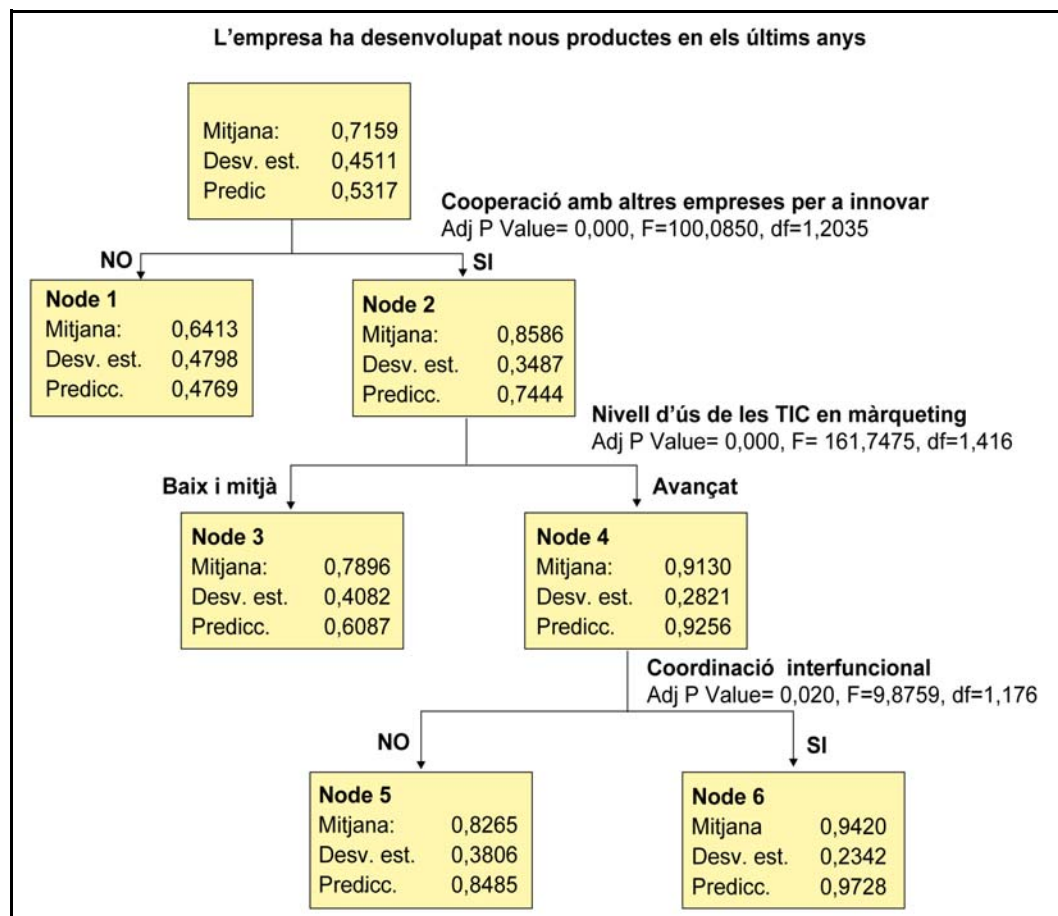 L'empresa ha desenvolupat nous productes en els últims anys
Mitjana: 0,7159
Desv. est. 0,4511
Predic 0,5317
Cooperació amb altres empreses per a innovar
Adj P Value= 0,000, F=100,0850, df=1,2035
NO
SI
Node 1
Mitjana: 0,6413
Desv. est. 0,4798
Predicc. 0,4769
Node 2
Mitjana: 0,8586
Desv. est. 0,3487
Predicc. 0,7444
Nivell d'ús de les TIC en màrqueting
Adj P Value= 0,000, F= 161,7475, df=1,416
Baix i mitjà
Avançat
Node 3
Mitjana: 0,7896
Desv. est. 0,4082
Predicc. 0,6087
Node 4
Mitjana: 0,9130
Desv. est. 0,2821
Predicc. 0,9256
Coordinació interfuncional
Adj P Value= 0,020, F=9,8759, df=1,176
NO
SI
Node 5
Mitjana: 0,8265
Desv. est. 0,3806
Predicc. 0,8485
Node 6
Mitjana 0,9420
Desv. est. 0,2342
Predicc. 0,9728